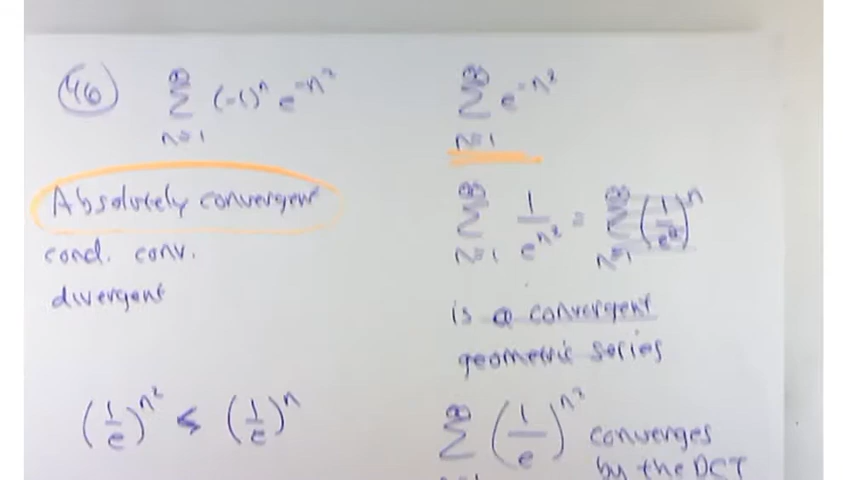 46
∞
Σ (-1)ⁿ e^(-n²)
n=1
Absolutely convergent
cond. conv.
divergent
(1/e)^(n²) < (1/e)ⁿ
∞
Σ e^(-n²)
n=1
∞ ∞
Σ 1/e^(n²) = Σ (1/e)ⁿ
n=1 n=1
is a convergent
geometric series
∞
Σ (1/e)^(n²) converges
by the DCT